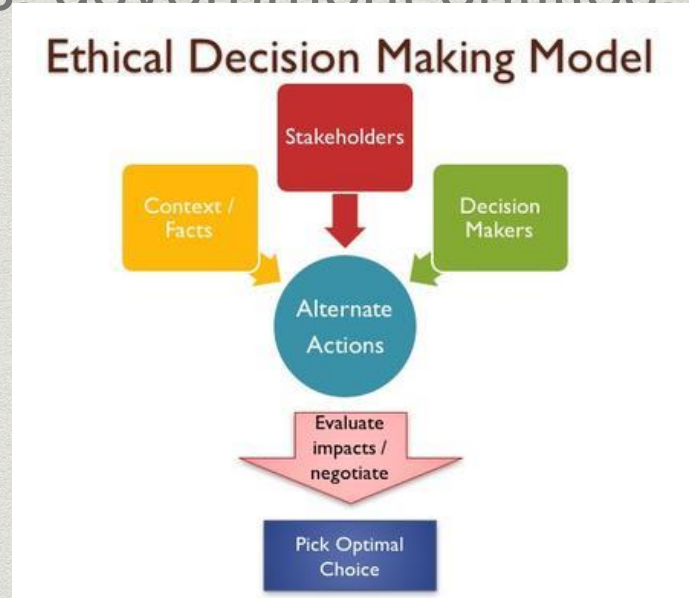 Ethical Decision Making Model
Stakeholders
Context /
Facts
Decision
Makers
Alternate
Actions
Evaluate
impacts /
negotiate
Pick Optimal
Choice